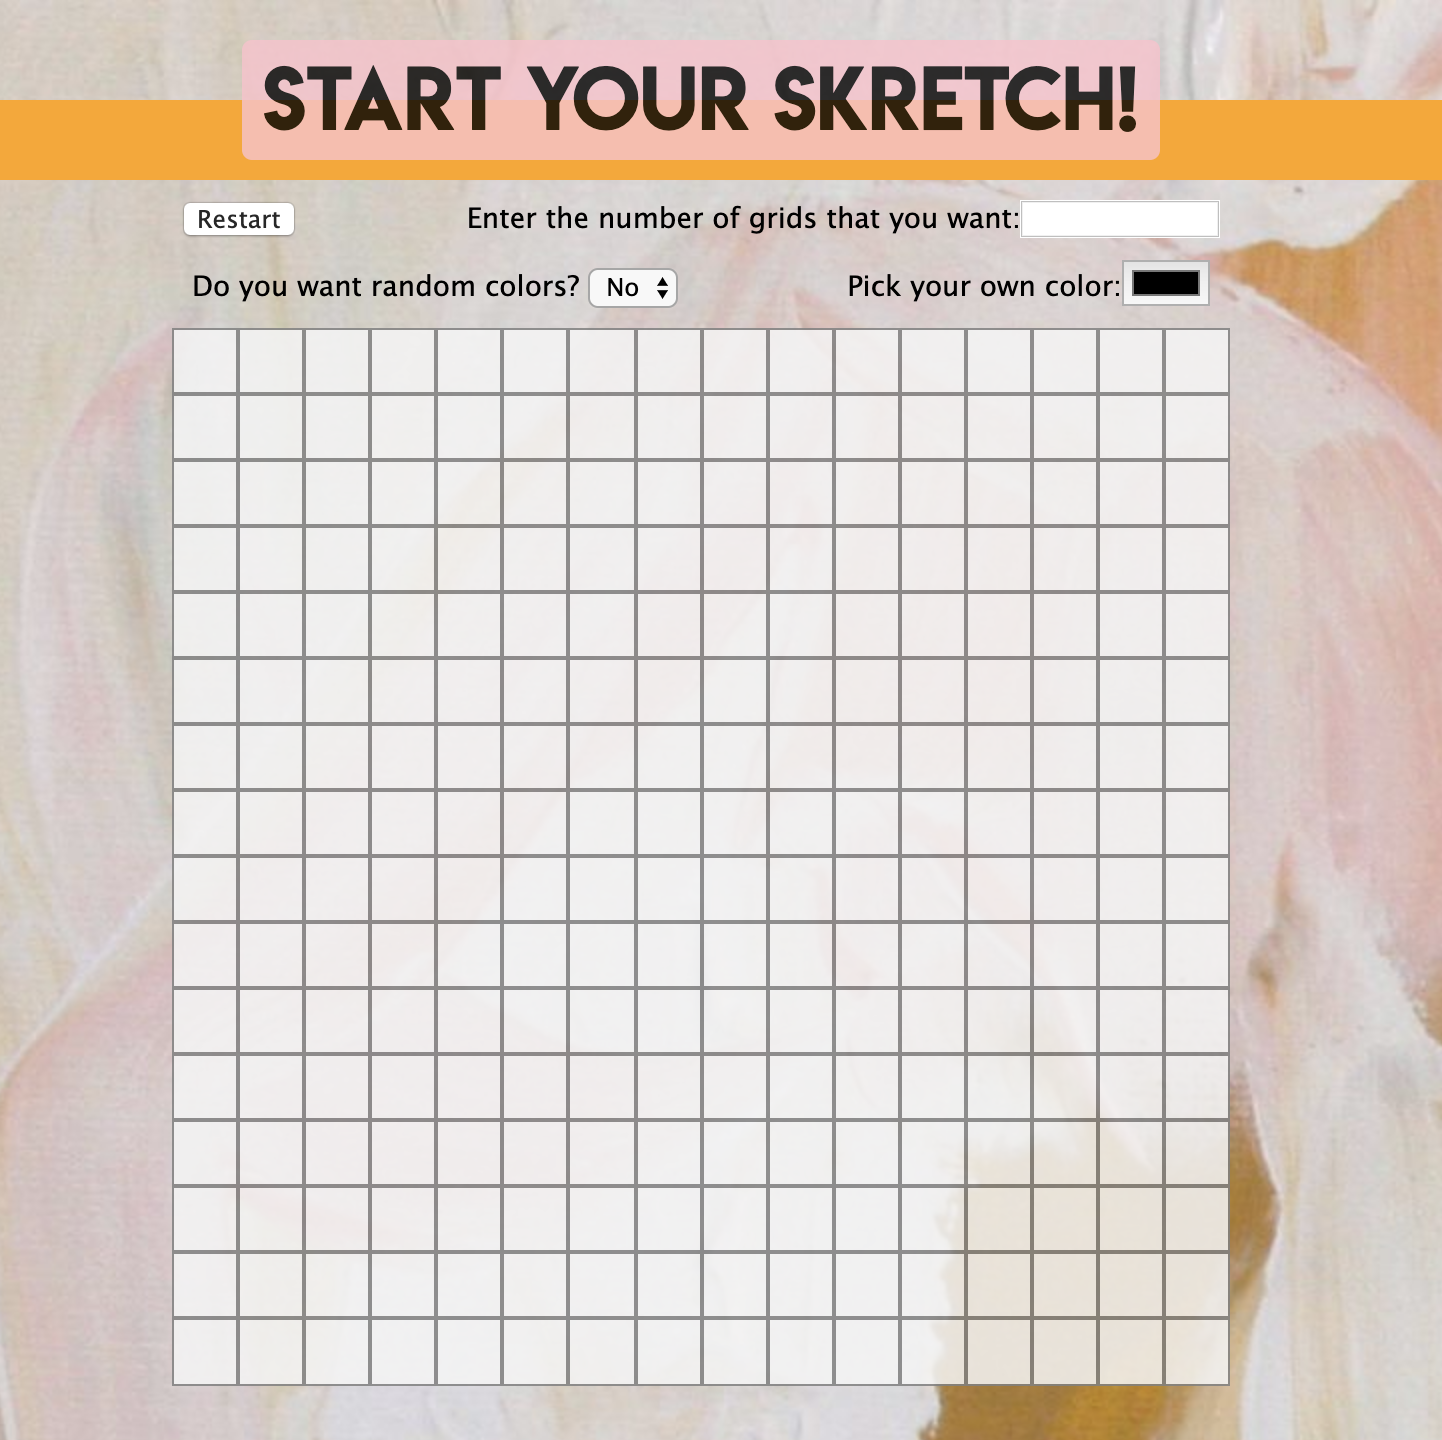 START YOUR SKRETCH!
Restart
Enter the number of grids that you want:
Do you want random colors? No
Pick your own color: